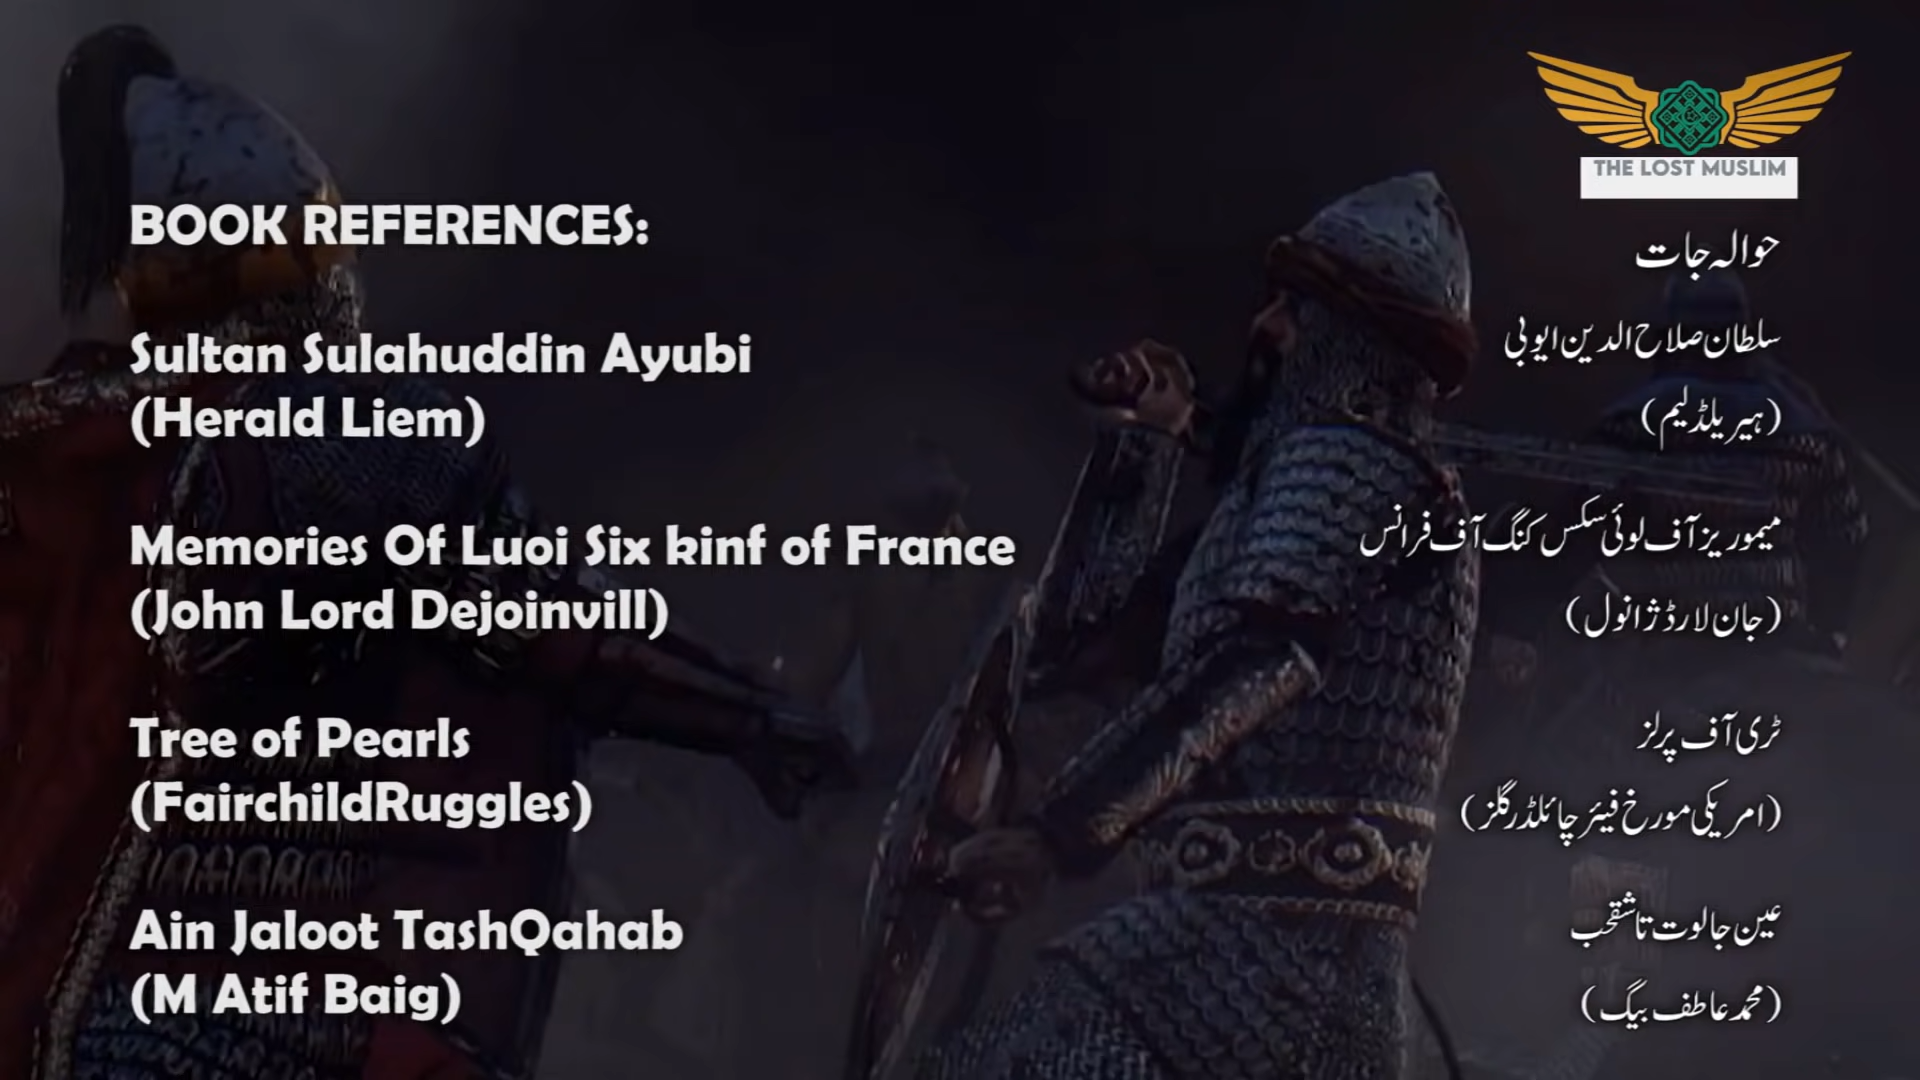 THE LOST MUSLIM
BOOK REFERENCES:
Sultan Sulahuddin Ayubi
(Herald Liem)
Memories Of Luoi Six kinf of France
(John Lord Dejoinvill)
Tree of Pearls
(FairchildRuggles)
Ain Jaloot TashQahab
(M Atif Baig)
حوالہ جات
سلطان صلاح الدین ایوبی
(ہیریلڈ لیم)
میموریز آف لوئی سکس کنگ آف فرانس
(جان لارڈ ژانول)
ٹری آف پرلز
(امریکی مورخ فیئر چائلڈ رگلز)
عین جالوت تا شقحب
(محمد عاطف بیگ)